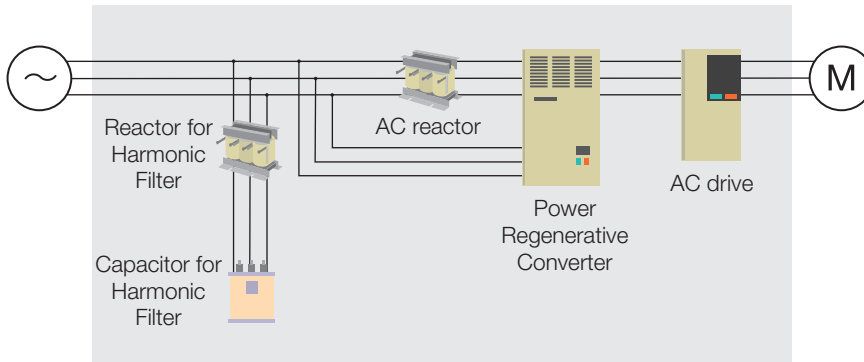 AC reactor
M
Reactor for
Harmonic
Filter
AC drive
Power
Regenerative
Converter
Capacitor for
Harmonic
Filter